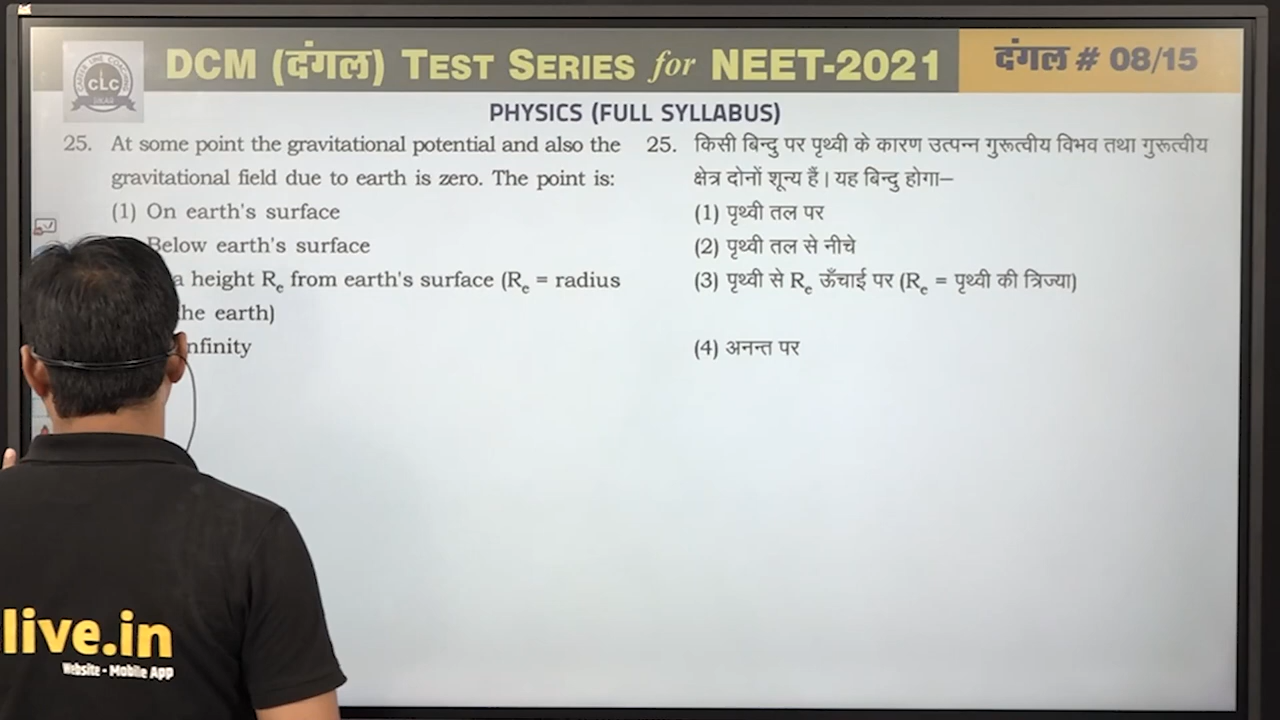 DCM (दंगल) TEST SERIES for NEET-2021
दंगल # 08/15
CLC
SIKAR
PHYSICS (FULL SYLLABUS)
25. At some point the gravitational potential and also the
gravitational field due to earth is zero. The point is:
(1) On earth's surface
Below earth's surface
a height Re from earth's surface (Re = radius
the earth)
nfinity
25. किसी बिन्दु पर पृथ्वी के कारण उत्पन्न गुरूत्वीय विभव तथा गुरूत्वीय
क्षेत्र दोनों शून्य हैं। यह बिन्दु होगा–
(1) पृथ्वी तल पर
(2) पृथ्वी तल से नीचे
(3) पृथ्वी से Re ऊँचाई पर (Re = पृथ्वी की त्रिज्या)
(4) अनन्त पर
live.in
Website - Mobile App